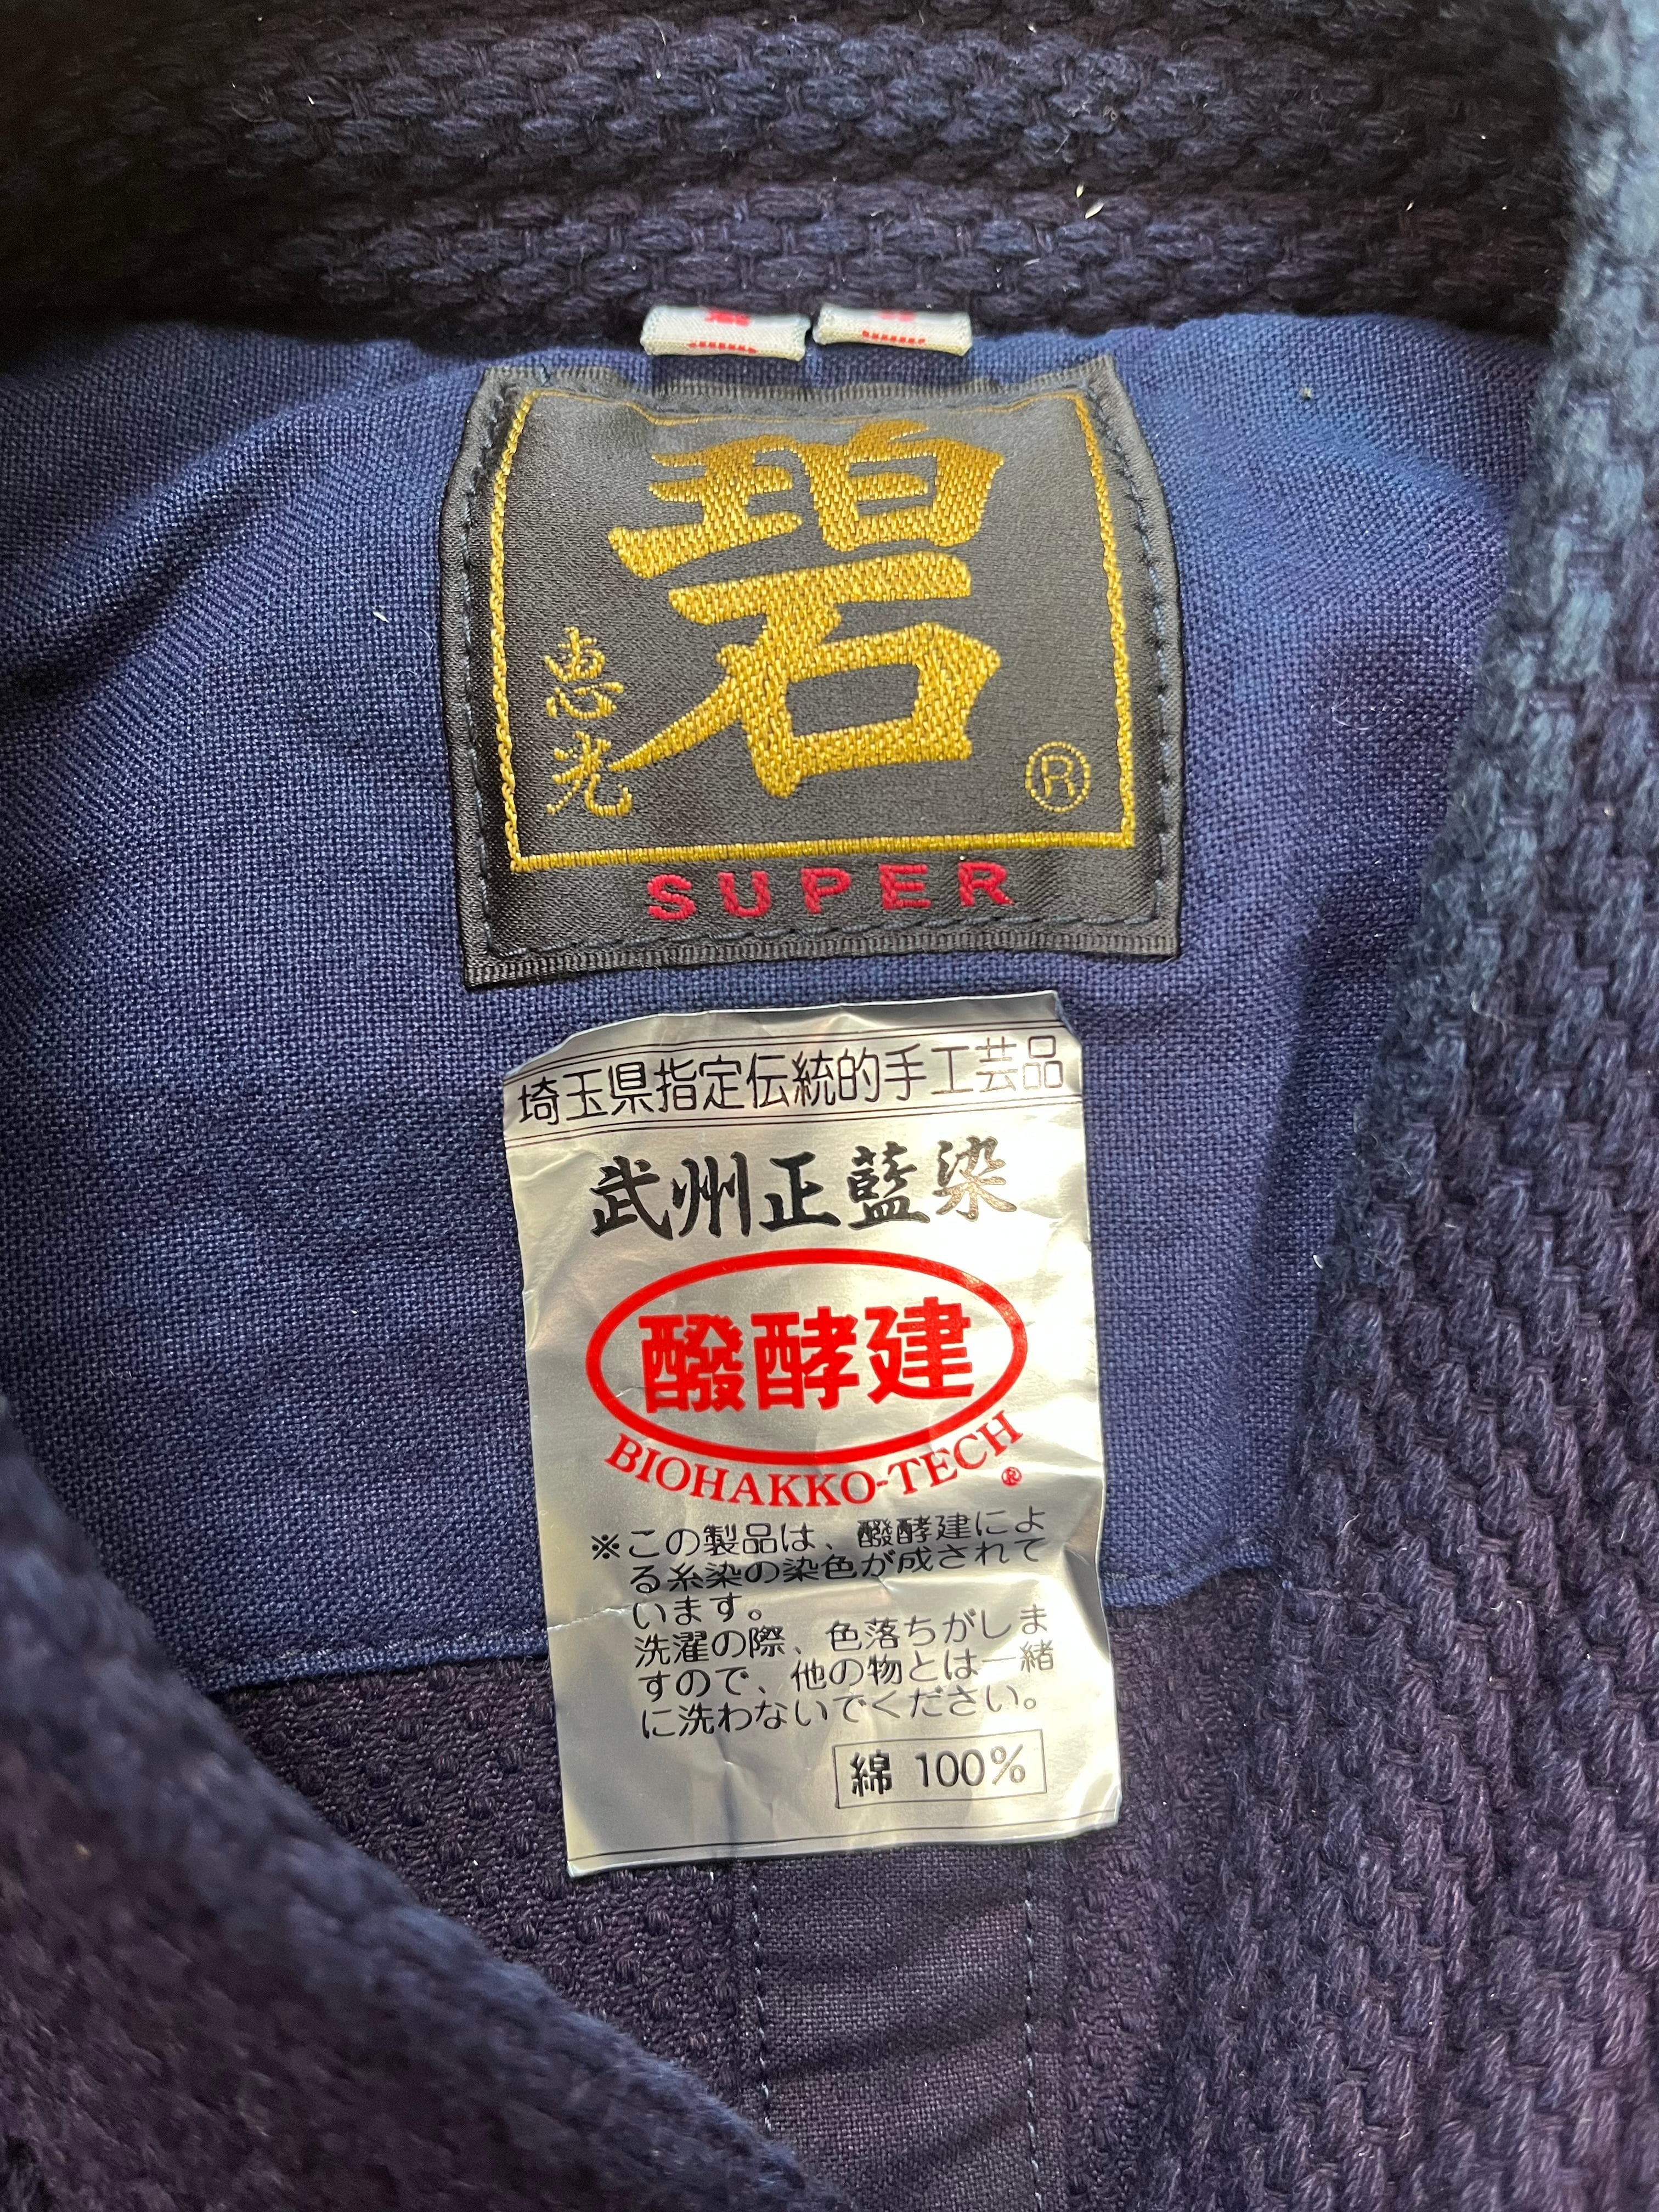 碧
恵光
®
SUPER
埼玉県指定伝統的手工芸品
武州正藍染
醱酵建
BIOHAKKO-TECH®
※この製品は、醱酵建によ
る糸染の染色が成されて
います。
洗濯の際、色落ちがしま
すので、他の物とは一緒
に洗わないでください。
綿 100%